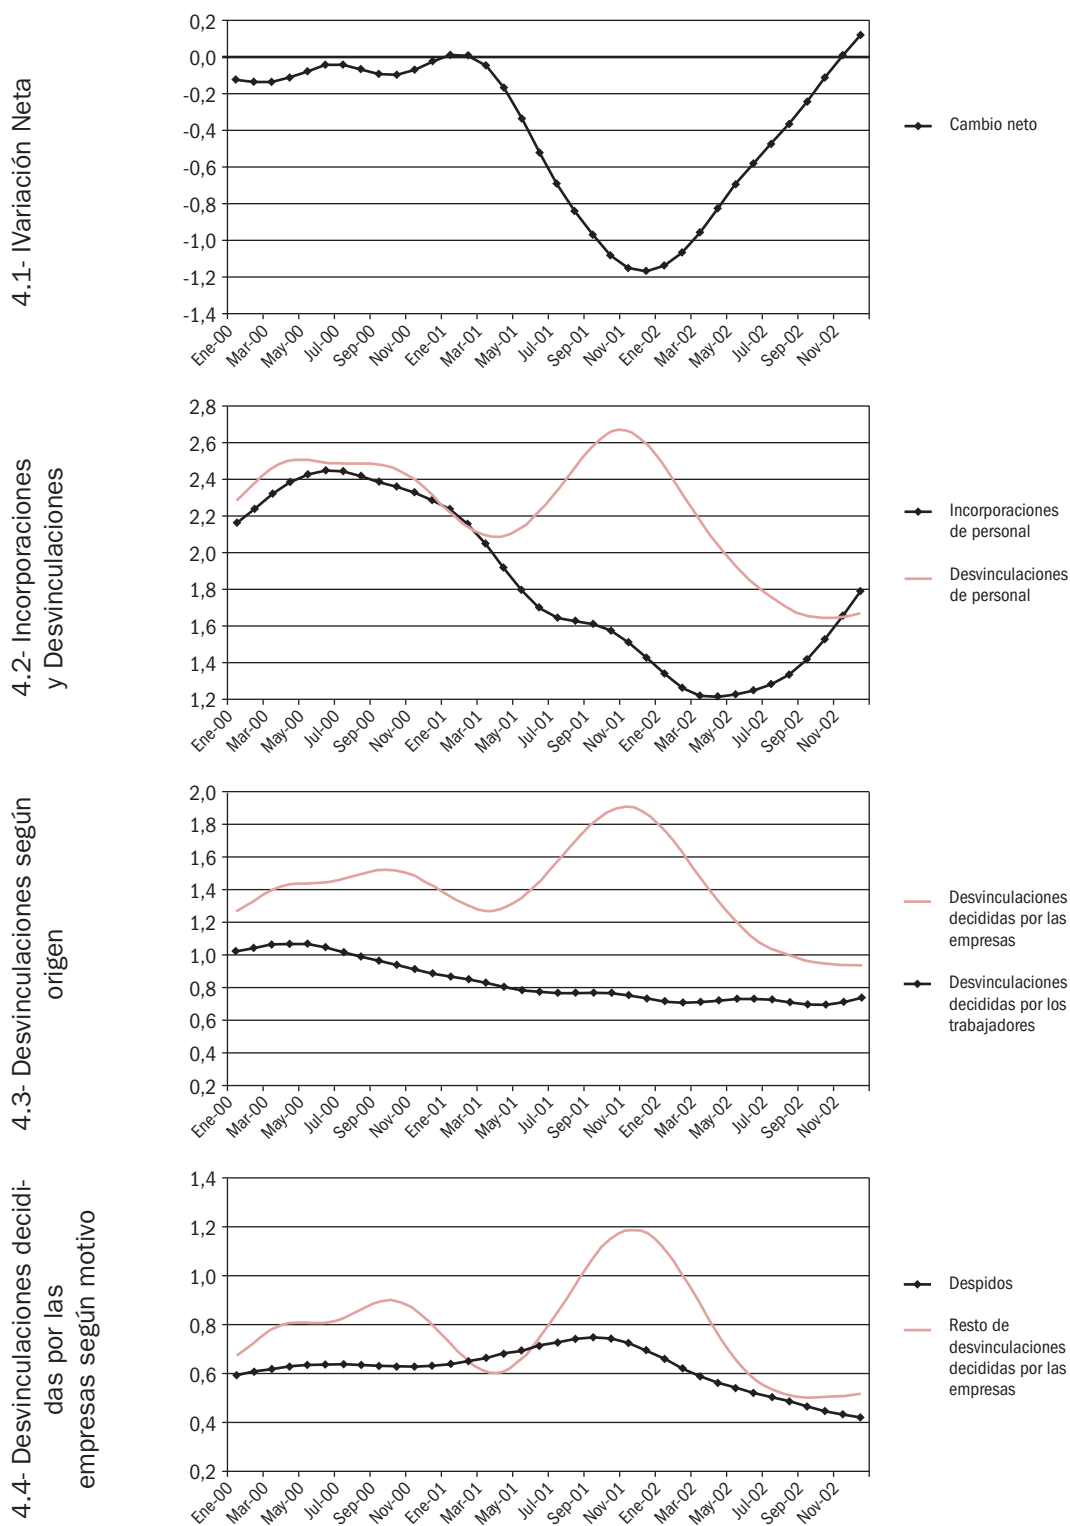 4.1- IVariación Neta
0,2
0,0
-0,2
-0,4
-0,6
-0,8
-1,0
-1,2
-1,4
Ene-00
Mar-00
May-00
Jul-00
Sep-00
Nov-00
Ene-01
Mar-01
May-01
Jul-01
Sep-01
Nov-01
Ene-02
Mar-02
May-02
Jul-02
Sep-02
Nov-02
Cambio neto
4.2- Incorporaciones
y Desvinculaciones
2,8
2,6
2,4
2,2
2,0
1,8
1,6
1,4
1,2
Ene-00
Mar-00
May-00
Jul-00
Sep-00
Nov-00
Ene-01
Mar-01
May-01
Jul-01
Sep-01
Nov-01
Ene-02
Mar-02
May-02
Jul-02
Sep-02
Nov-02
Incorporaciones
de personal
Desvinculaciones
de personal
4.3- Desvinculaciones según
origen
2,0
1,8
1,6
1,4
1,2
1,0
0,8
0,6
0,4
0,2
Ene-00
Mar-00
May-00
Jul-00
Sep-00
Nov-00
Ene-01
Mar-01
May-01
Jul-01
Sep-01
Nov-01
Ene-02
Mar-02
May-02
Jul-02
Sep-02
Nov-02
Desvinculaciones
decididas por las
empresas
Desvinculaciones
decididas por los
trabajadores
4.4- Desvinculaciones decidi-
das por las
empresas según motivo
1,4
1,2
1,0
0,8
0,6
0,4
0,2
Ene-00
Mar-00
May-00
Jul-00
Sep-00
Nov-00
Ene-01
Mar-01
May-01
Jul-01
Sep-01
Nov-01
Ene-02
Mar-02
May-02
Jul-02
Sep-02
Nov-02
Despidos
Resto de
desvinculaciones
decididas por las
empresas